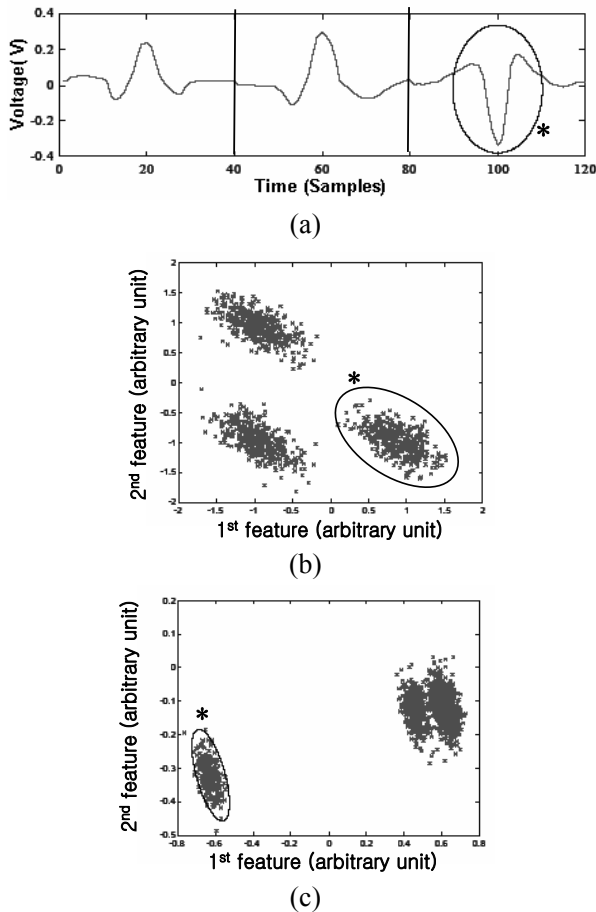 0.4
0.2
0
-0.2
-0.4
Voltage( V)
*
0 20 40 60 80 100 120
Time (Samples)
(a)
2
1.5
1
0.5
0
-0.5
-1
-1.5
-2
2nd feature (arbitrary unit)
*
-2 -1.5 -1 -0.5 0 0.5 1 1.5 2
1st feature (arbitrary unit)
(b)
0.2
0.1
0
-0.1
-0.2
-0.3
-0.4
-0.5
2nd feature (arbitrary unit)
*
-0.8 -0.6 -0.4 -0.2 0.0 0.2 0.4 0.6 0.8
1st feature (arbitrary unit)
(c)